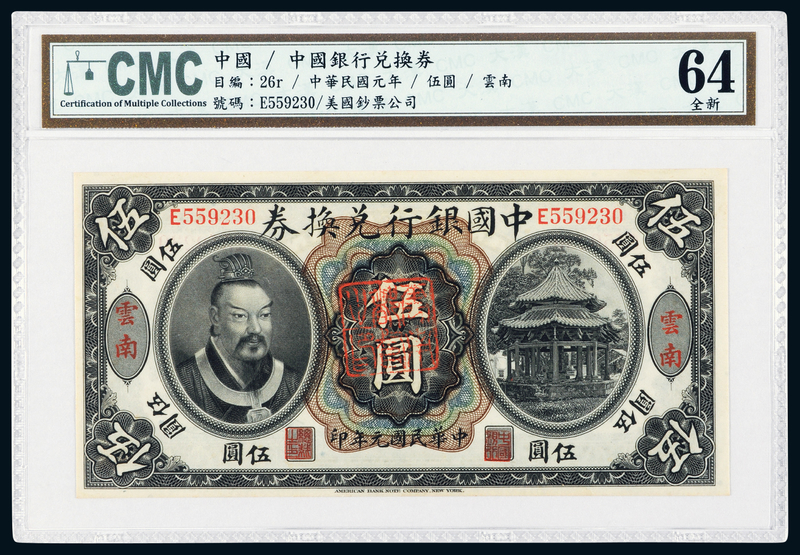 CMC
Certification of Multiple Collections
中國 / 中國銀行兌換券
目編：26r / 中華民國元年 / 伍圓 / 雲南
號碼：E559230/美國鈔票公司
64
全新
伍
伍
E559230
E559230
券換兌行銀國中
圓伍
伍圓
雲南
伍圓
雲南
伍圓
伍圓
伍
伍
圓伍
伍圓
印年元國民華中
AMERICAN BANK NOTE COMPANY, NEW YORK.